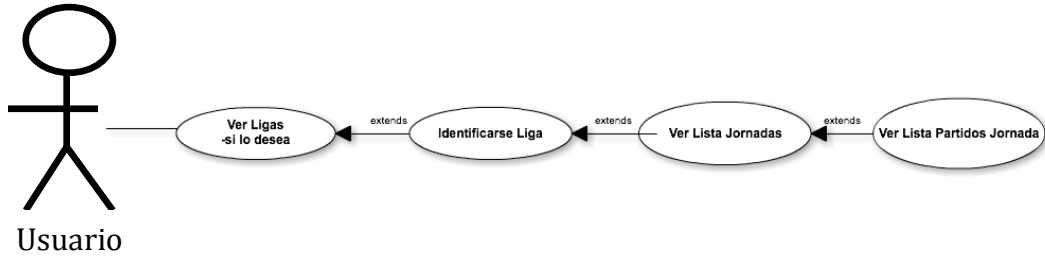 Usuario
Ver Ligas
-si lo desea
extends
Identificarse Liga
extends
Ver Lista Jornadas
extends
Ver Lista Partidos Jornada